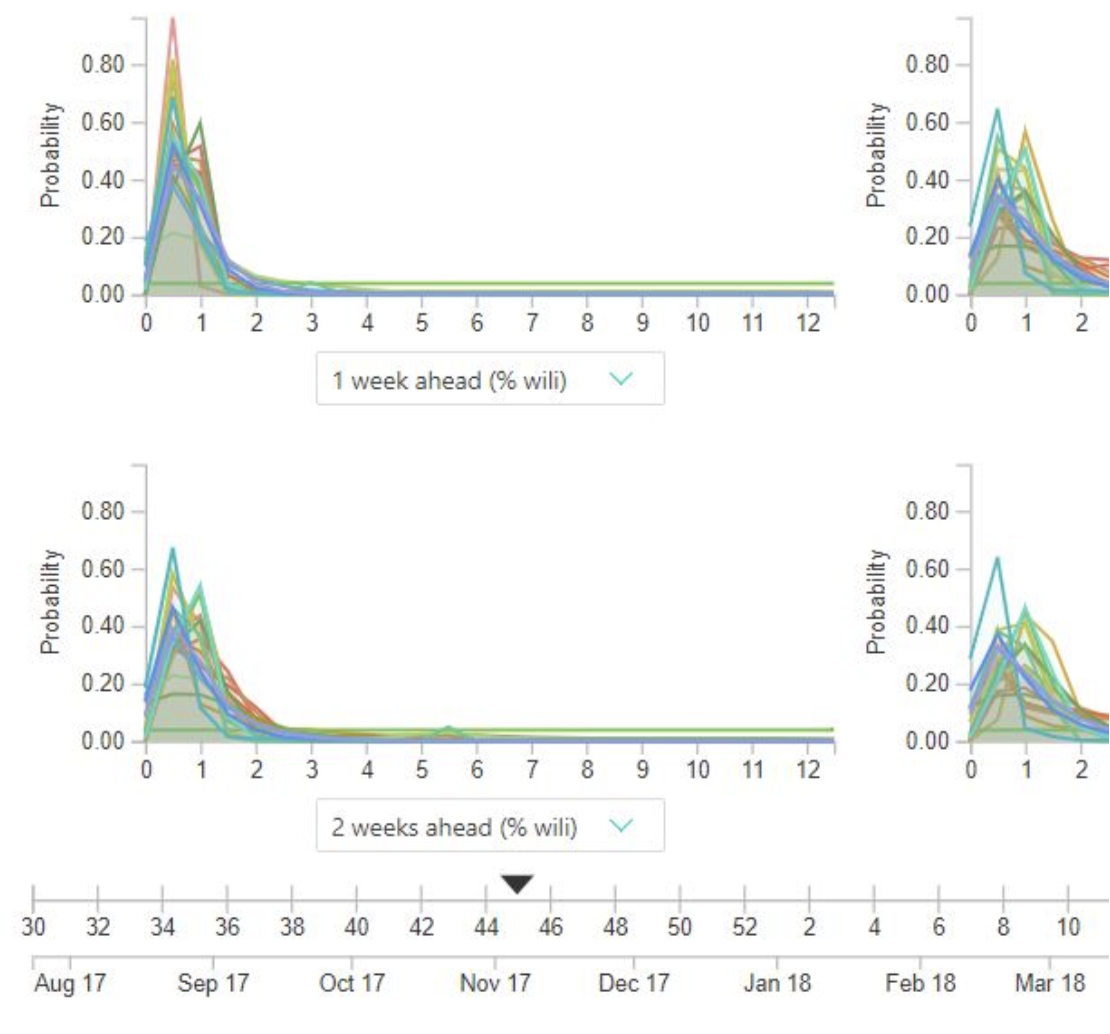 Probability
0.80
0.60
0.40
0.20
0.00
0 1 2 3 4 5 6 7 8 9 10 11 12
1 week ahead (% wili)
Probability
0.80
0.60
0.40
0.20
0.00
0 1 2
Probability
0.80
0.60
0.40
0.20
0.00
0 1 2 3 4 5 6 7 8 9 10 11 12
2 weeks ahead (% wili)
Probability
0.80
0.60
0.40
0.20
0.00
0 1 2
30 32 34 36 38 40 42 44 46 48 50 52 2 4 6 8 10
Aug 17 Sep 17 Oct 17 Nov 17 Dec 17 Jan 18 Feb 18 Mar 18